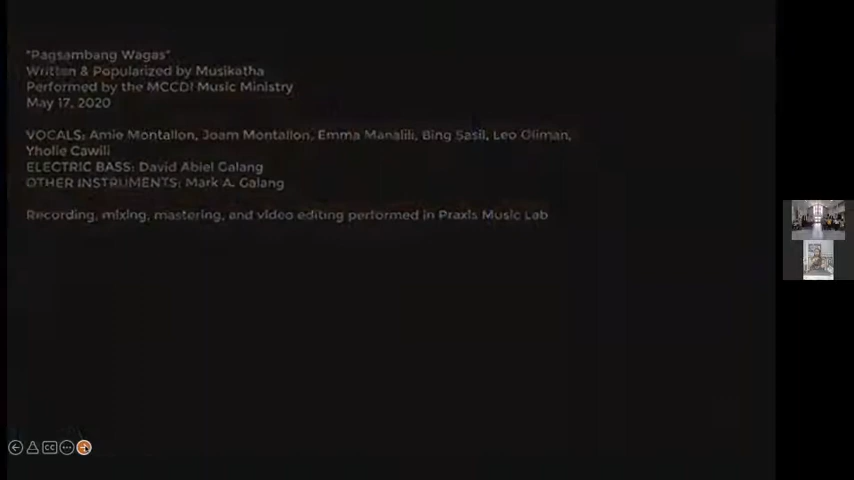 "Pagsambang Wagas"
Written & Popularized by Musikatha
Performed by the MCCDI Music Ministry
May 17, 2020
VOCALS: Amie Montallon, Joam Montallon, Emma Manalili, Bing Sasil, Leo Oliman,
Yholie Cawili
ELECTRIC BASS: David Abiel Galang
OTHER INSTRUMENTS: Mark A. Galang
Recording, mixing, mastering, and video editing performed in Praxis Music Lab
CC